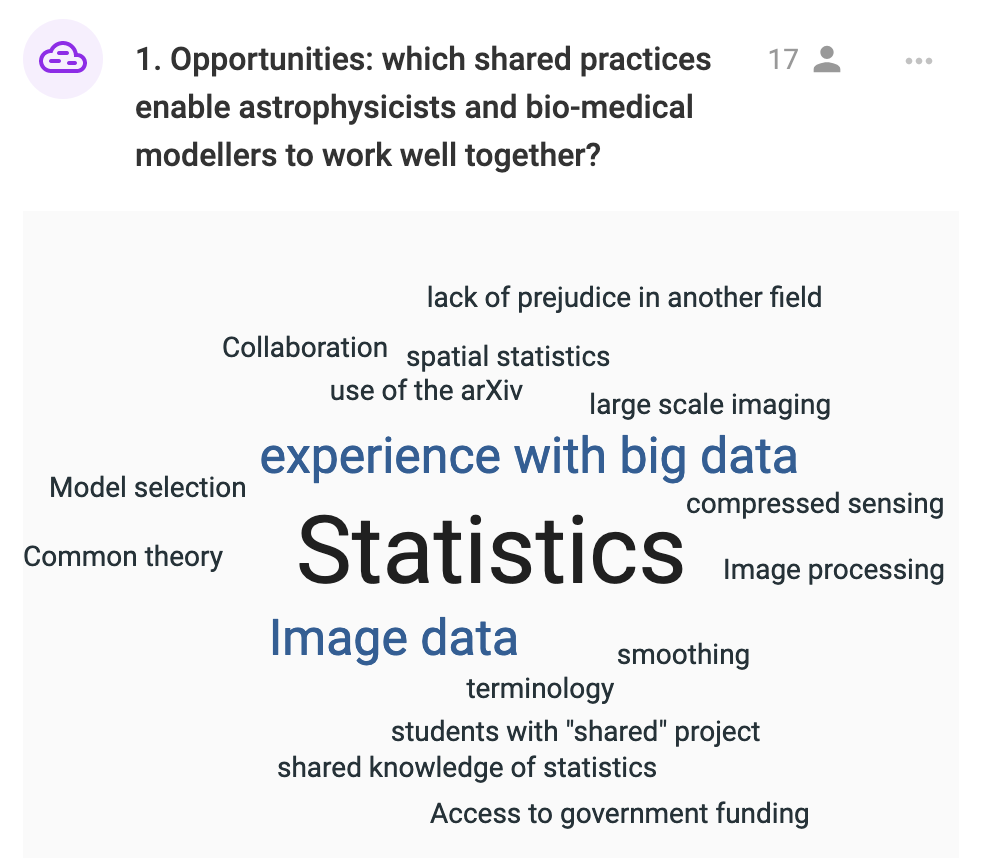 1. Opportunities: which shared practices
enable astrophysicists and bio-medical
modellers to work well together?
17
lack of prejudice in another field
Collaboration
spatial statistics
use of the arXiv
large scale imaging
experience with big data
Model selection
compressed sensing
Statistics
Common theory
Image processing
Image data
smoothing
terminology
students with "shared" project
shared knowledge of statistics
Access to government funding